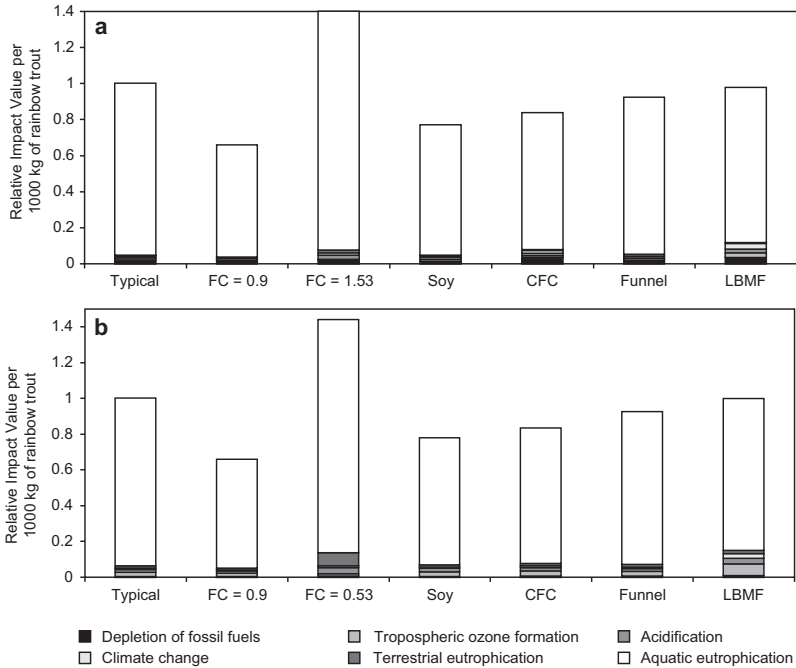 a
Relative Impact Value per
1000 kg of rainbow trout
1.4
1.2
1
0.8
0.6
0.4
0.2
0
Typical FC = 0.9 FC = 1.53 Soy CFC Funnel LBMF
b
Relative Impact Value per
1000 kg of rainbow trout
1.4
1.2
1
0.8
0.6
0.4
0.2
0
Typical FC = 0.9 FC = 0.53 Soy CFC Funnel LBMF
Depletion of fossil fuels Tropospheric ozone formation Acidification
Climate change Terrestrial eutrophication Aquatic eutrophication